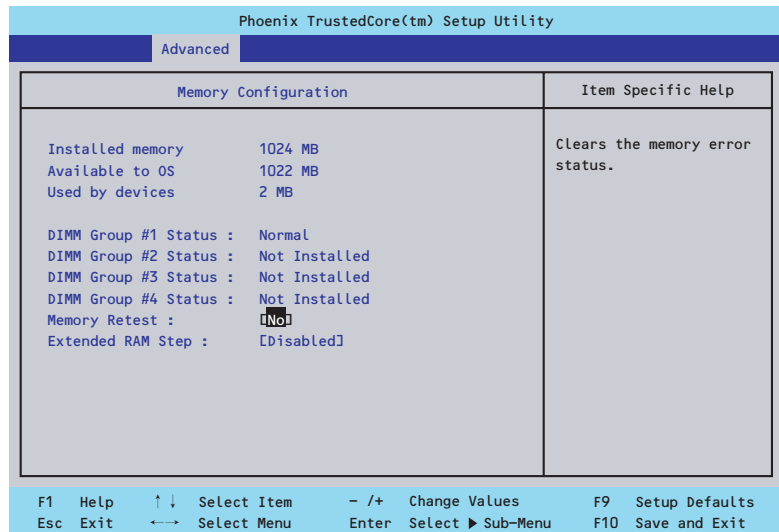 Phoenix TrustedCore(tm) Setup Utility
Advanced
Memory Configuration
Item Specific Help
Installed memory 1024 MB
Available to OS 1022 MB
Used by devices 2 MB
DIMM Group #1 Status : Normal
DIMM Group #2 Status : Not Installed
DIMM Group #3 Status : Not Installed
DIMM Group #4 Status : Not Installed
Memory Retest : [No]
Extended RAM Step : [Disabled]
Clears the memory error
status.
F1 Help ↑↓ Select Item − /+ Change Values F9 Setup Defaults
Esc Exit ←→ Select Menu Enter Select ▶ Sub−Menu F10 Save and Exit